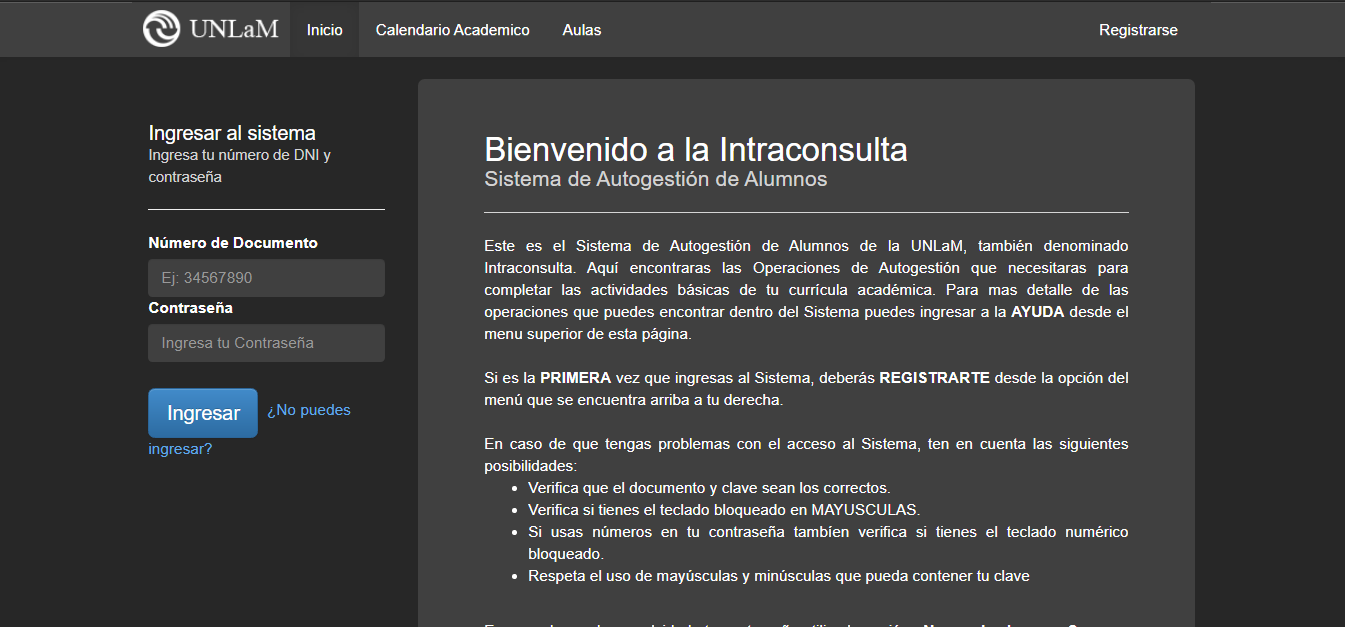 UNLaM
Inicio
Calendario Academico
Aulas
Registrarse
Ingresar al sistema
Ingresa tu número de DNI y
contraseña
Número de Documento
Ej: 34567890
Contraseña
Ingresa tu Contraseña
Ingresar
¿No puedes
ingresar?
Bienvenido a la Intraconsulta
Sistema de Autogestión de Alumnos
Este es el Sistema de Autogestión de Alumnos de la UNLaM, también denominado
Intraconsulta. Aquí encontraras las Operaciones de Autogestión que necesitaras para
completar las actividades básicas de tu currícula académica. Para mas detalle de las
operaciones que puedes encontrar dentro del Sistema puedes ingresar a la AYUDA desde el
menu superior de esta página.
Si es la PRIMERA vez que ingresas al Sistema, deberás REGISTRARTE desde la opción del
menú que se encuentra arriba a tu derecha.
En caso de que tengas problemas con el acceso al Sistema, ten en cuenta las siguientes
posibilidades:
• Verifica que el documento y clave sean los correctos.
• Verifica si tienes el teclado bloqueado en MAYUSCULAS.
• Si usas números en tu contraseña tambíen verifica si tienes el teclado numérico
bloqueado.
• Respeta el uso de mayúsculas y minúsculas que pueda contener tu clave